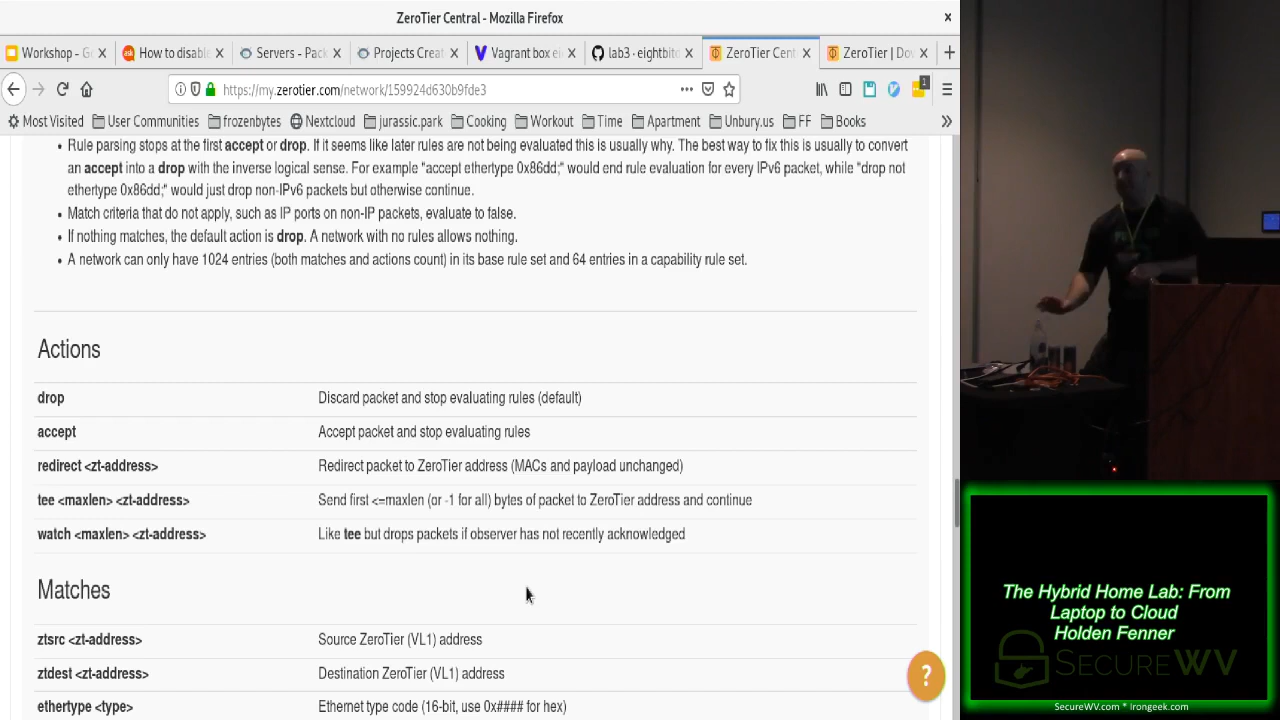 ZeroTier Central - Mozilla Firefox
×
Workshop - G
How to disabl
Servers - Pack
Projects Crea
Vagrant box ei
lab3 · eightbit
ZeroTier Cent
ZeroTier | Do
https://my.zerotier.com/network/159924d630b9fde3
1
Most Visited
User Communities
frozenbytes
Nextcloud
jurassic.park
Cooking
Workout
Time
Apartment
Unbury.us
FF
Books
• Rule parsing stops at the first accept or drop. If it seems like later rules are not being evaluated this is usually why. The best way to fix this is usually to convert
an accept into a drop with the inverse logical sense. For example "accept ethertype 0x86dd;" would end rule evaluation for every IPv6 packet, while "drop not
ethertype 0x86dd;" would just drop non-IPv6 packets but otherwise continue.
• Match criteria that do not apply, such as IP ports on non-IP packets, evaluate to false.
• If nothing matches, the default action is drop. A network with no rules allows nothing.
• A network can only have 1024 entries (both matches and actions count) in its base rule set and 64 entries in a capability rule set.
Actions
drop Discard packet and stop evaluating rules (default)
accept Accept packet and stop evaluating rules
redirect <zt-address> Redirect packet to ZeroTier address (MACs and payload unchanged)
tee <maxlen> <zt-address> Send first <=maxlen (or -1 for all) bytes of packet to ZeroTier address and continue
watch <maxlen> <zt-address> Like tee but drops packets if observer has not recently acknowledged
Matches
ztsrc <zt-address> Source ZeroTier (VL1) address
ztdest <zt-address> Destination ZeroTier (VL1) address
ethertype <type> Ethernet type code (16-bit, use 0x#### for hex)
?
The Hybrid Home Lab: From
Laptop to Cloud
Holden Fenner
SECUREWV
SecureWV.com * Irongeek.com